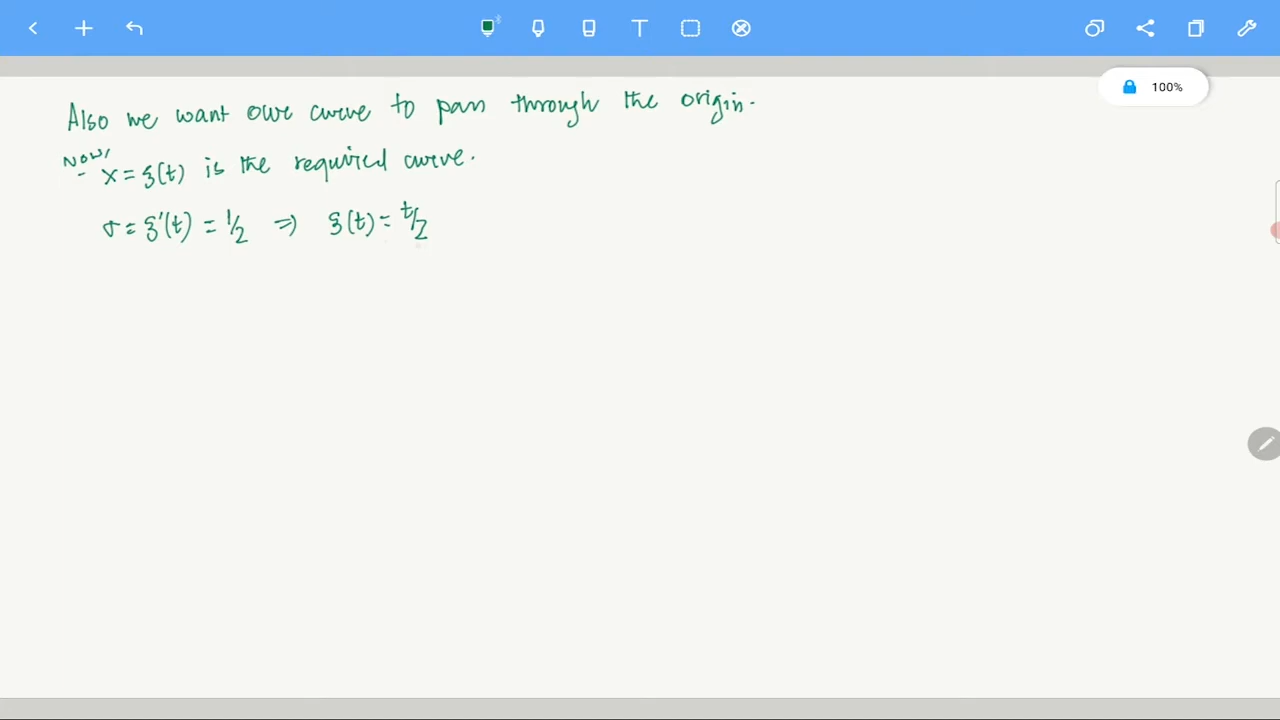 T
100%
Also we want our curve to pass through the origin.
Now, x = ξ(t) is the required curve.
σ = ξ'(t) = 1/2 ⇒ ξ(t) = t/2